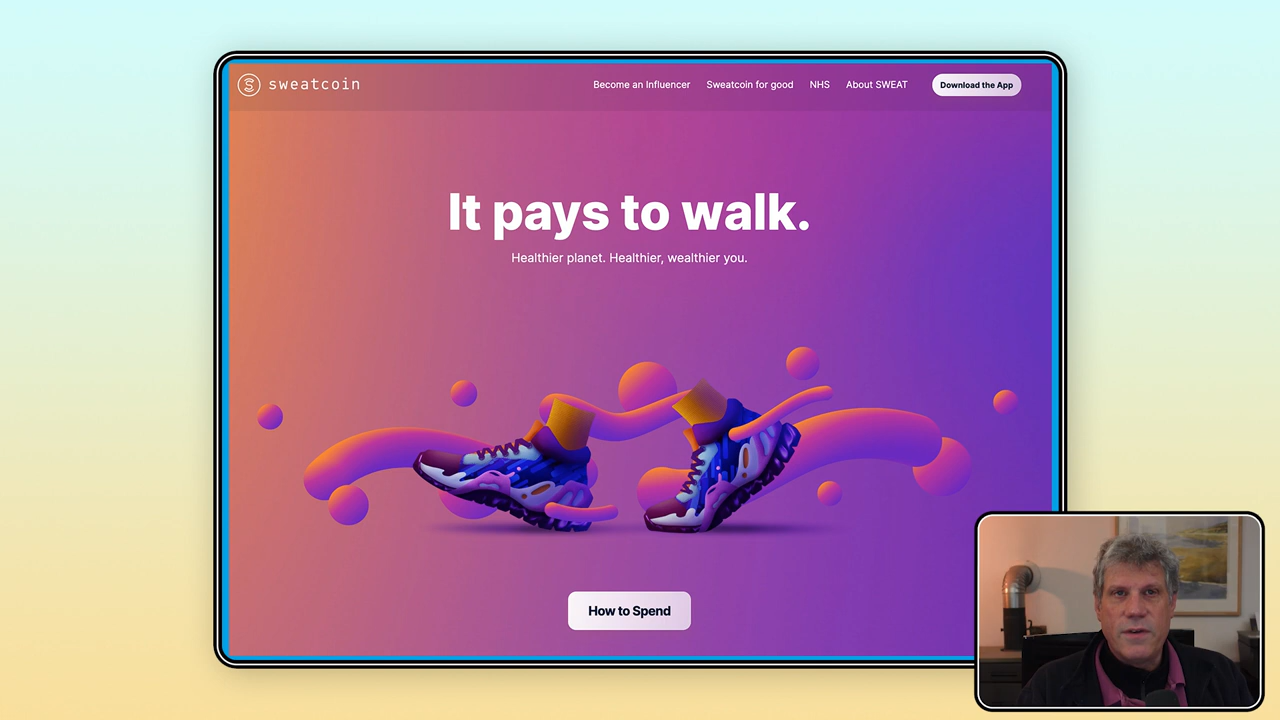 sweatcoin
Become an Influencer
Sweatcoin for good
NHS
About SWEAT
Download the App
It pays to walk.
Healthier planet. Healthier, wealthier you.
How to Spend